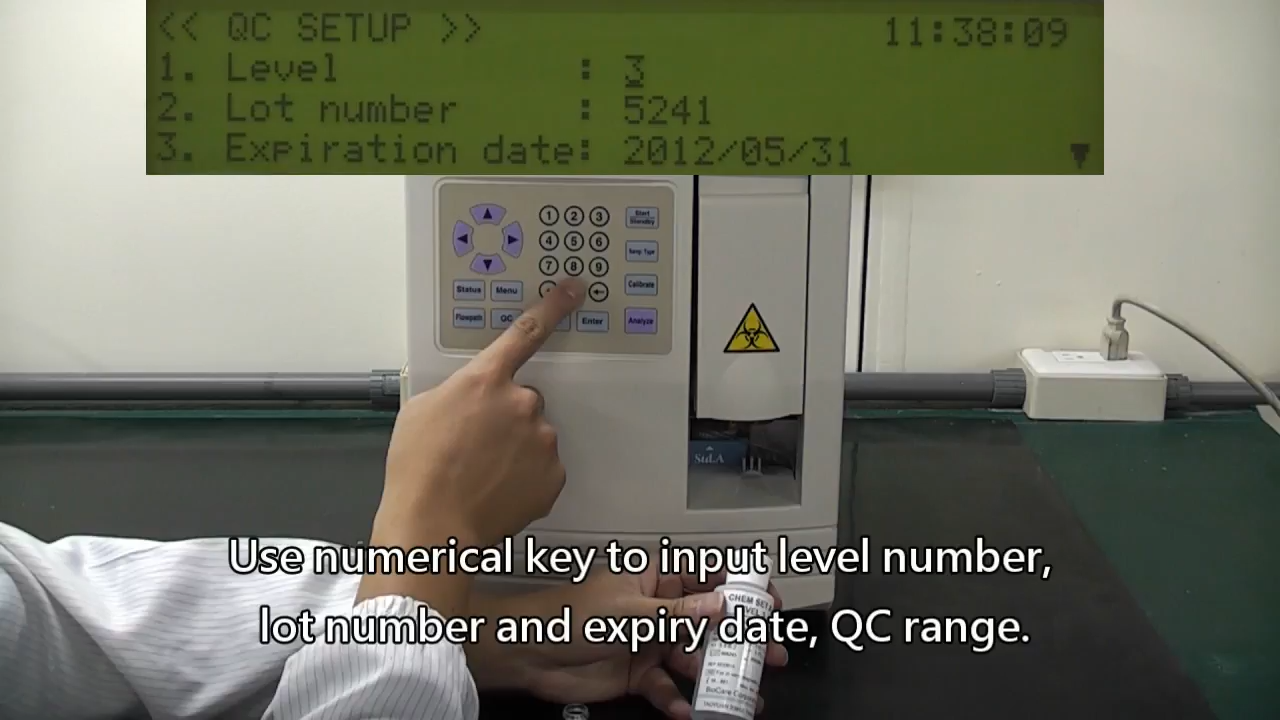 << QC SETUP >> 11:38:09
1. Level : 3
2. Lot number : 5241
3. Expiration date: 2012/05/31 ▼
1 2 3 Start Standby
4 5 6 Samp. Type
7 8 9 Calibrate
Status Menu
Flowpath QC Enter Analyze
StdLA
Use numerical key to input level number,
lot number and expiry date, QC range.
CHEM SET
BioCare